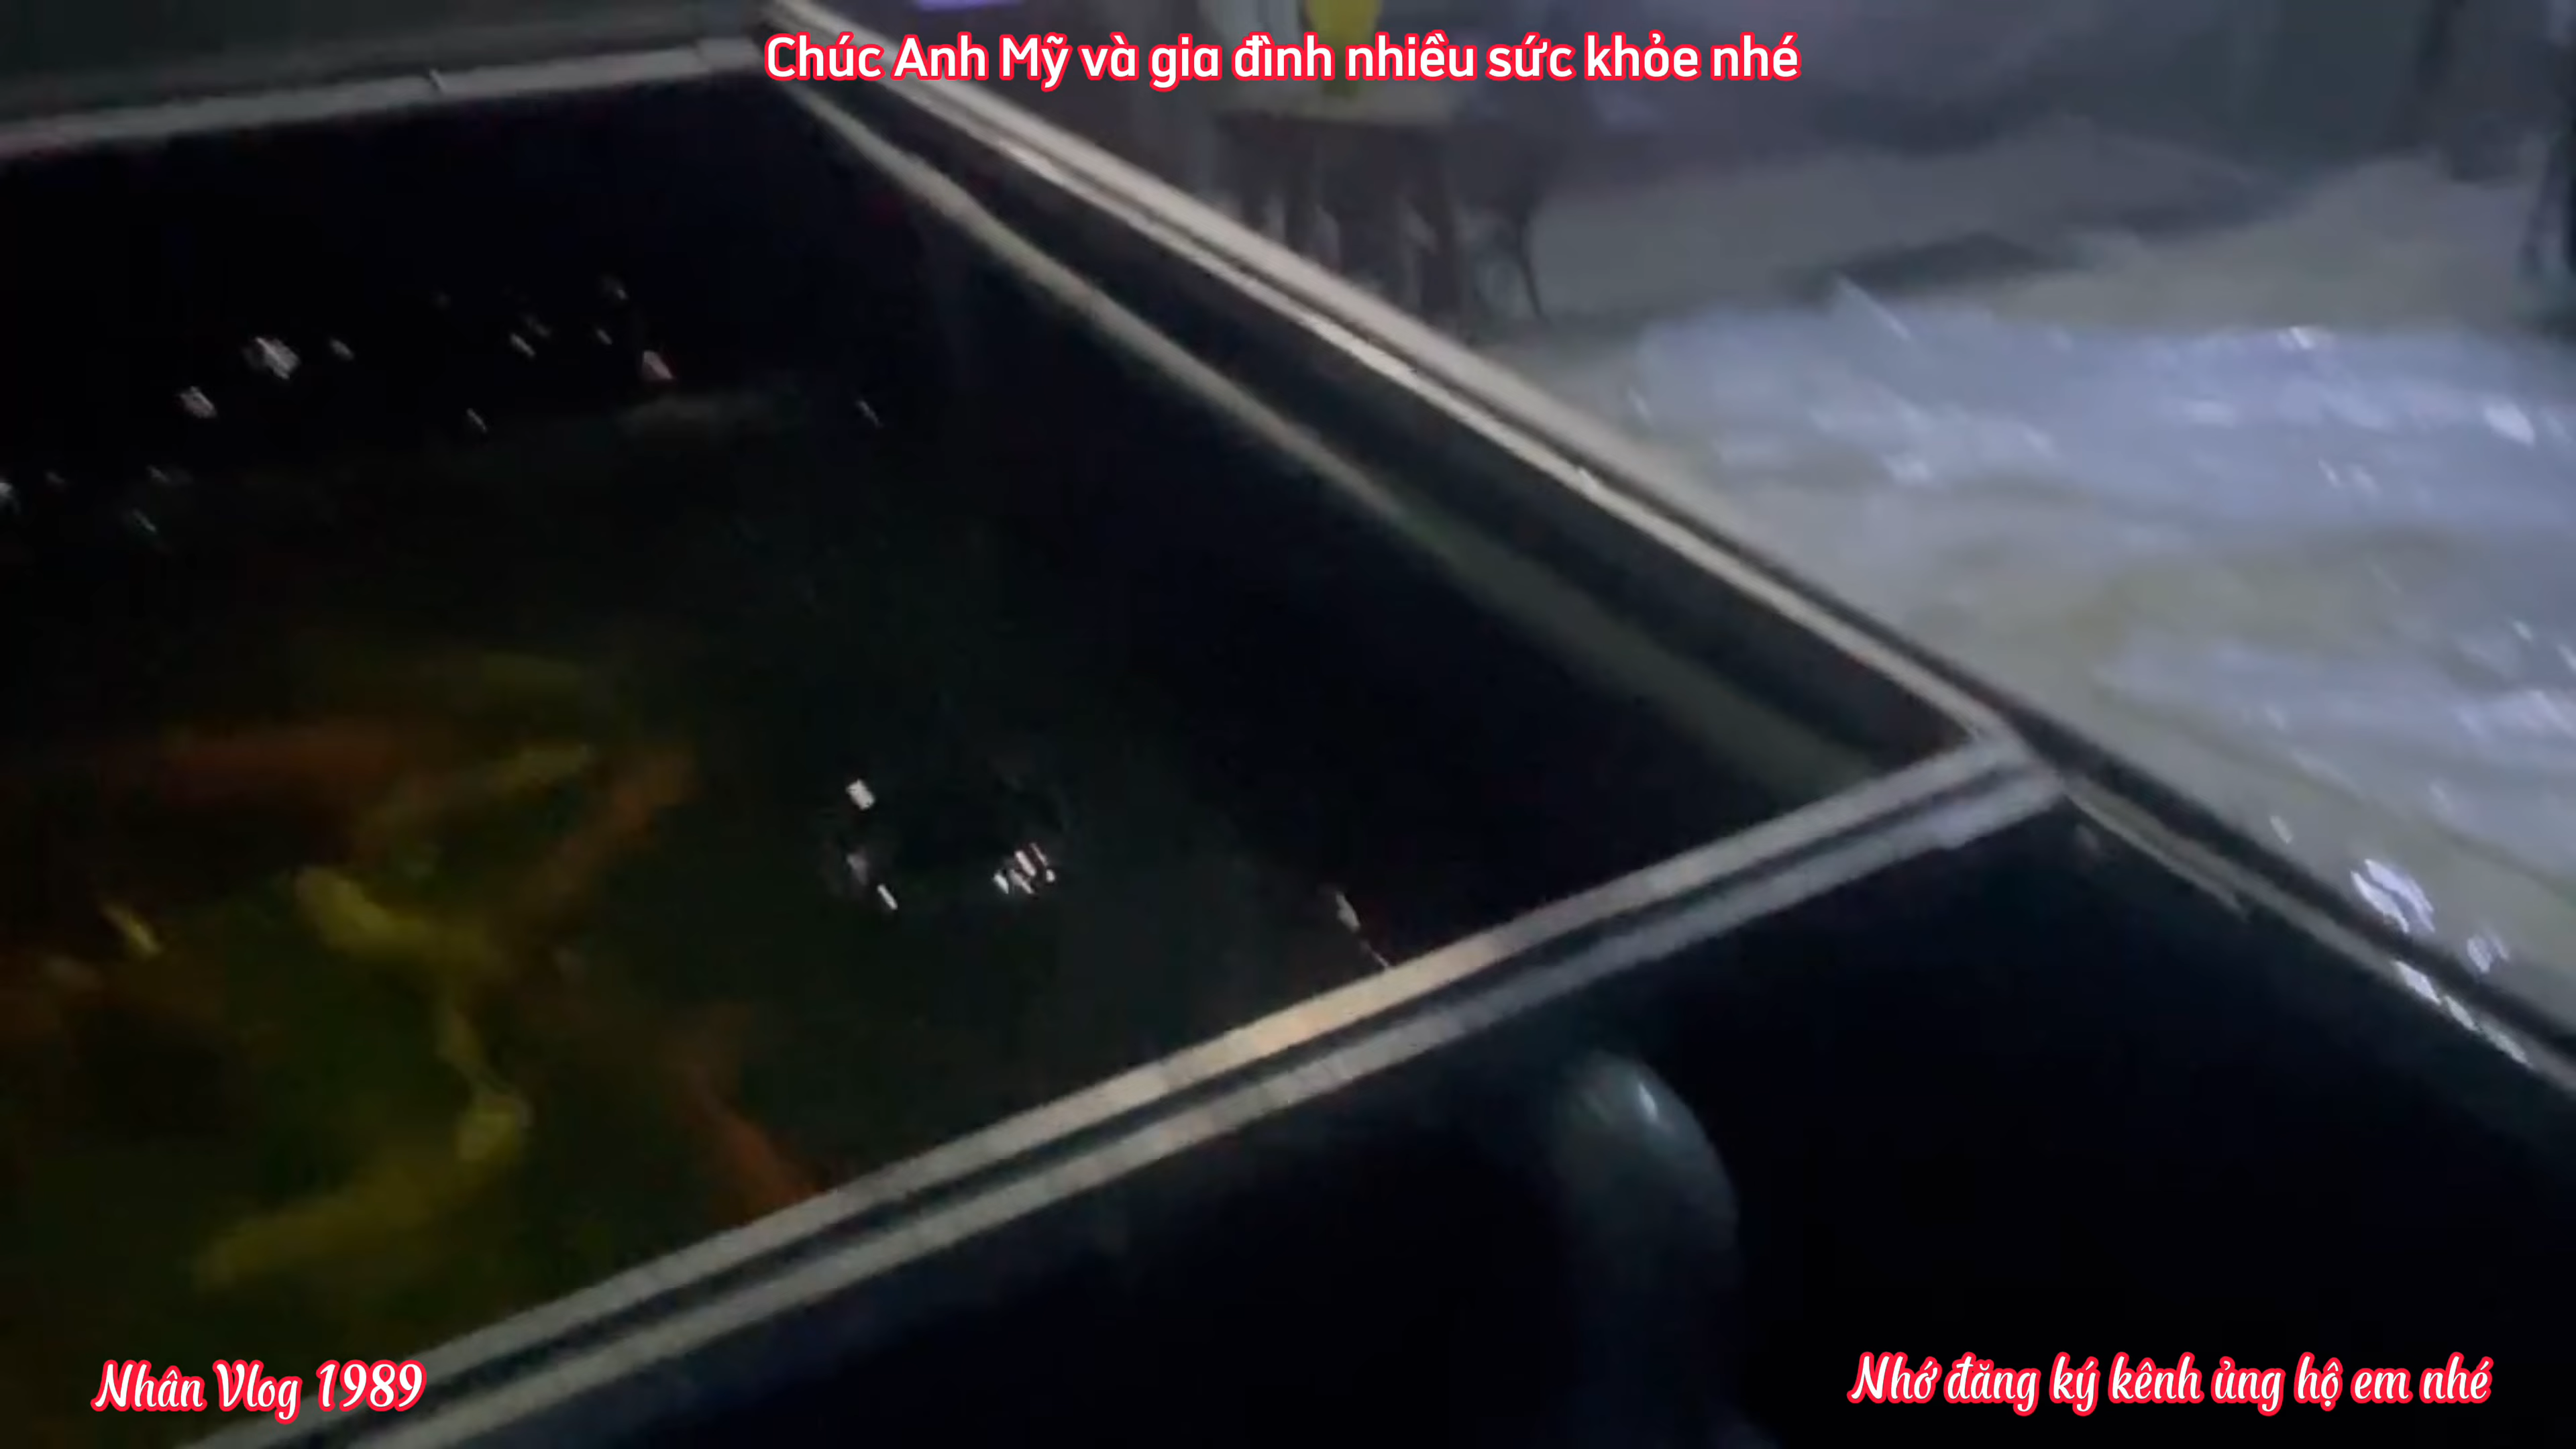 Chúc Anh Mỹ và gia đình nhiều sức khỏe nhé
Nhân Vlog 1989
Nhớ đăng ký kênh ủng hộ em nhé